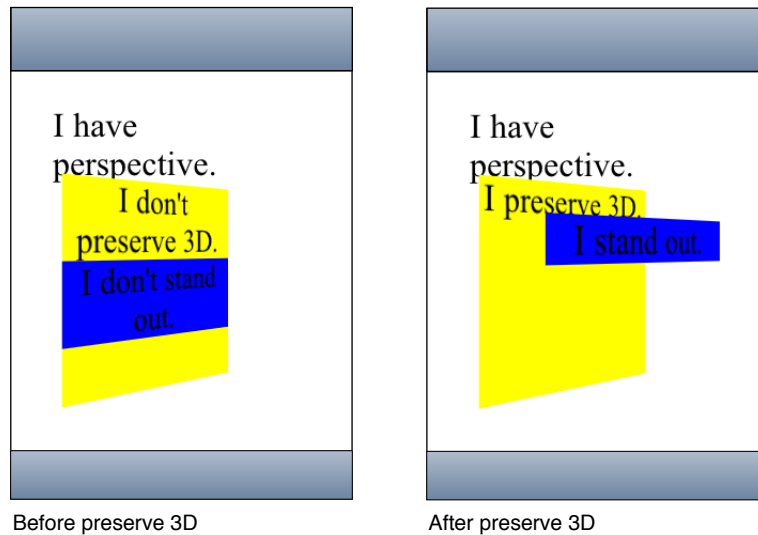 I have
perspective.
I don't
preserve 3D.
I don't stand
out.
Before preserve 3D
I have
perspective.
I preserve 3D.
I stand out.
After preserve 3D